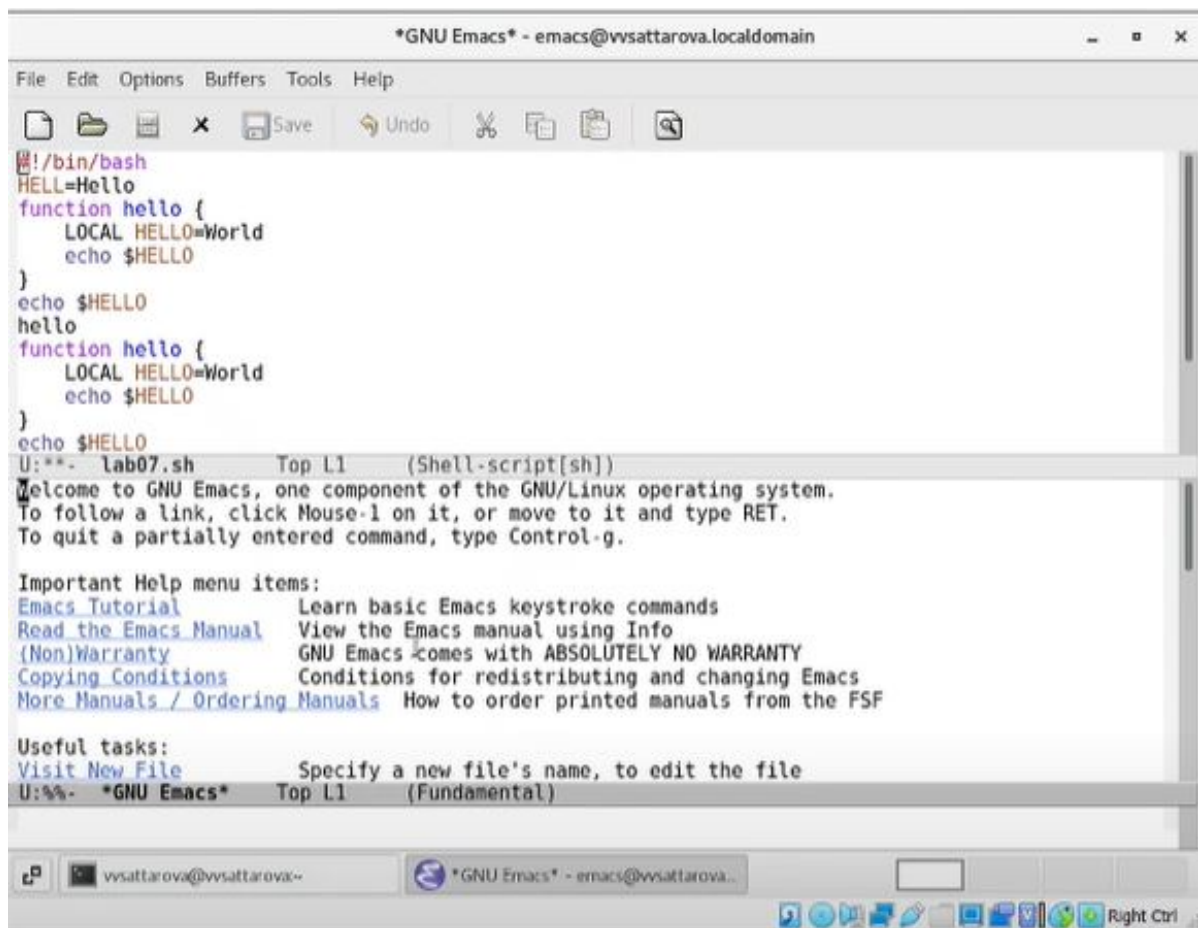 *GNU Emacs* - emacs@vvsattarova.localdomain
File Edit Options Buffers Tools Help
Save Undo
#!/bin/bash
HELL=Hello
function hello {
    LOCAL HELLO=World
    echo $HELLO
}
echo $HELLO
hello
function hello {
    LOCAL HELLO=World
    echo $HELLO
}
echo $HELLO
U:**- lab07.sh Top L1 (Shell-script[sh])
Welcome to GNU Emacs, one component of the GNU/Linux operating system.
To follow a link, click Mouse-1 on it, or move to it and type RET.
To quit a partially entered command, type Control-g.
Important Help menu items:
Emacs Tutorial Learn basic Emacs keystroke commands
Read the Emacs Manual View the Emacs manual using Info
(Non)Warranty GNU Emacs comes with ABSOLUTELY NO WARRANTY
Copying Conditions Conditions for redistributing and changing Emacs
More Manuals / Ordering Manuals How to order printed manuals from the FSF
Useful tasks:
Visit New File Specify a new file's name, to edit the file
U:%%- *GNU Emacs* Top L1 (Fundamental)
vvsattarova@vvsattarova:~ *GNU Emacs* - emacs@vvsattarova...
Right Ctrl